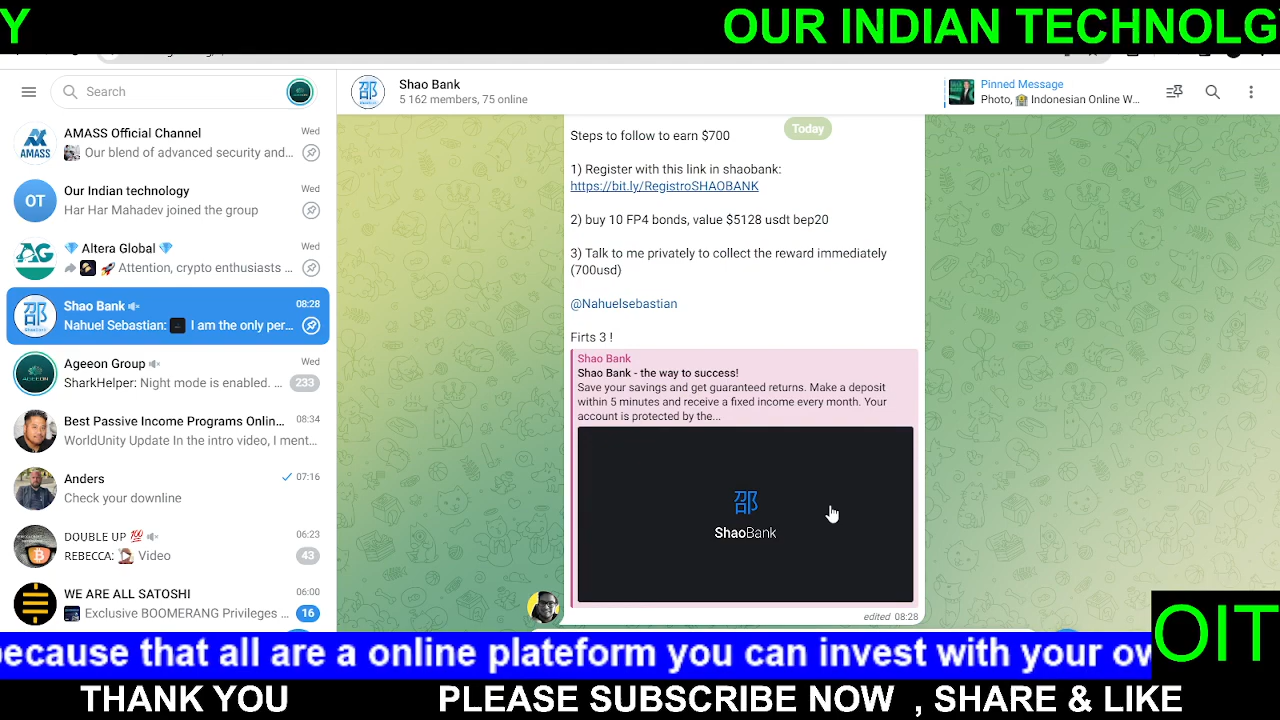 Y
OUR INDIAN TECHNOLGY
Search
AMASS Official Channel
Wed
Our blend of advanced security and...
AMASS
Our Indian technology
Wed
OT
Har Har Mahadev joined the group
Altera Global
Wed
Attention, crypto enthusiasts ...
Shao Bank
08:28
Nahuel Sebastian: I am the only per...
Ageeon Group
Wed
SharkHelper: Night mode is enabled. ...
233
AGEEON
Best Passive Income Programs Onlin...
08:34
WorldUnity Update In the intro video, I ment...
Anders
07:16
Check your downline
DOUBLE UP 💯
06:23
REBECCA: Video
43
WE ARE ALL SATOSHI
06:00
Exclusive BOOMERANG Privileges ...
16
邵
Shao Bank
5 162 members, 75 online
Pinned Message
Photo, Indonesian Online W...
Today
Steps to follow to earn $700
1) Register with this link in shaobank:
https://bit.ly/RegistroSHAOBANK
2) buy 10 FP4 bonds, value $5128 usdt bep20
3) Talk to me privately to collect the reward immediately
(700usd)
@Nahuelsebastian
Firts 3 !
Shao Bank
Shao Bank - the way to success!
Save your savings and get guaranteed returns. Make a deposit
within 5 minutes and receive a fixed income every month. Your
account is protected by the...
邵
ShaoBank
edited 08:28
because that all are a online plateform you can invest with your ov
OIT
THANK YOU
PLEASE SUBSCRIBE NOW , SHARE & LIKE